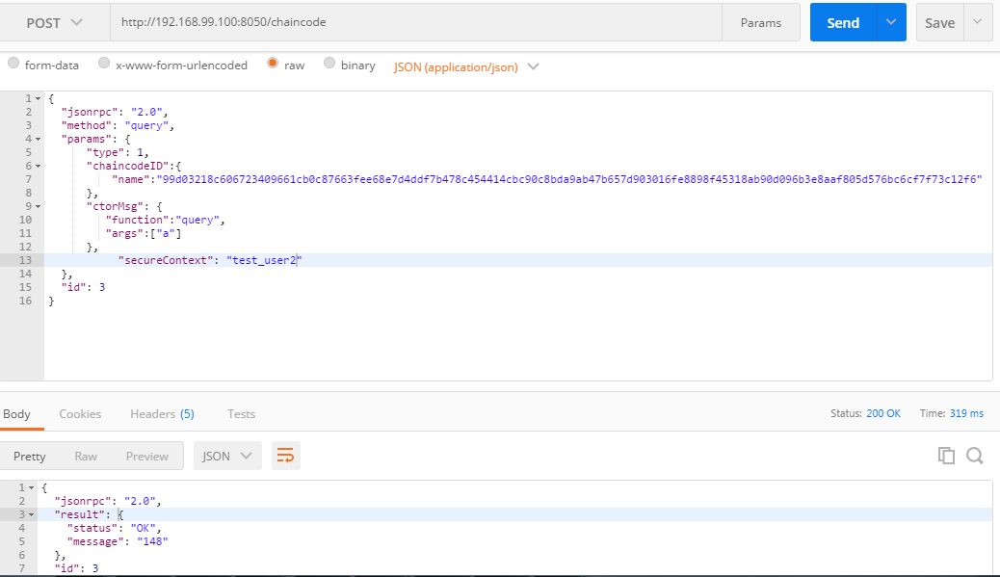 POST http://192.168.99.100:8050/chaincode Params Send Save
form-data x-www-form-urlencoded raw binary JSON (application/json)
1 {
2 "jsonrpc": "2.0",
3 "method": "query",
4 "params": {
5 "type": 1,
6 "chaincodeID":{
7 "name":"99d03218c606723409661cb0c87663fee68e7d4ddf7b478c454414cbc90c8bda9ab47b657d903016fe8898f45318ab90d096b3e8aaf805d576bc6cf7f73c12f6"
8 },
9 "ctorMsg": {
10 "function":"query",
11 "args":["a"]
12 },
13 "secureContext": "test_user2"
14 },
15 "id": 3
16 }
Body Cookies Headers (5) Tests Status: 200 OK Time: 319 ms
Pretty Raw Preview JSON
1 {
2 "jsonrpc": "2.0",
3 "result": {
4 "status": "OK",
5 "message": "148"
6 },
7 "id": 3